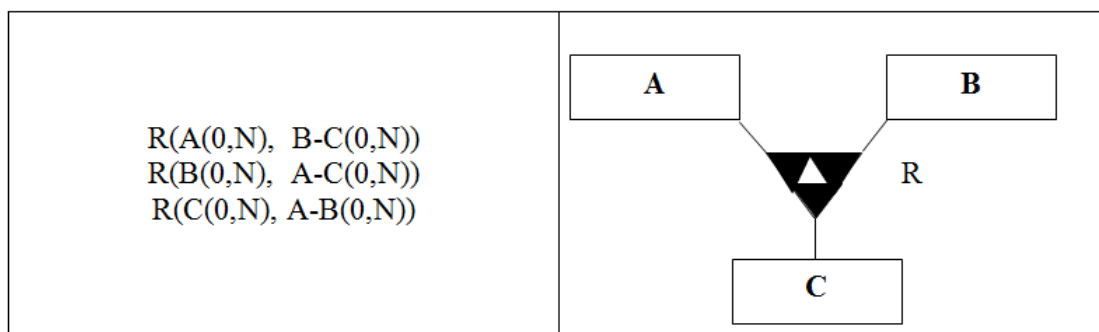 R(A(0,N), B-C(0,N))
R(B(0,N), A-C(0,N))
R(C(0,N), A-B(0,N))
A
B
R
C